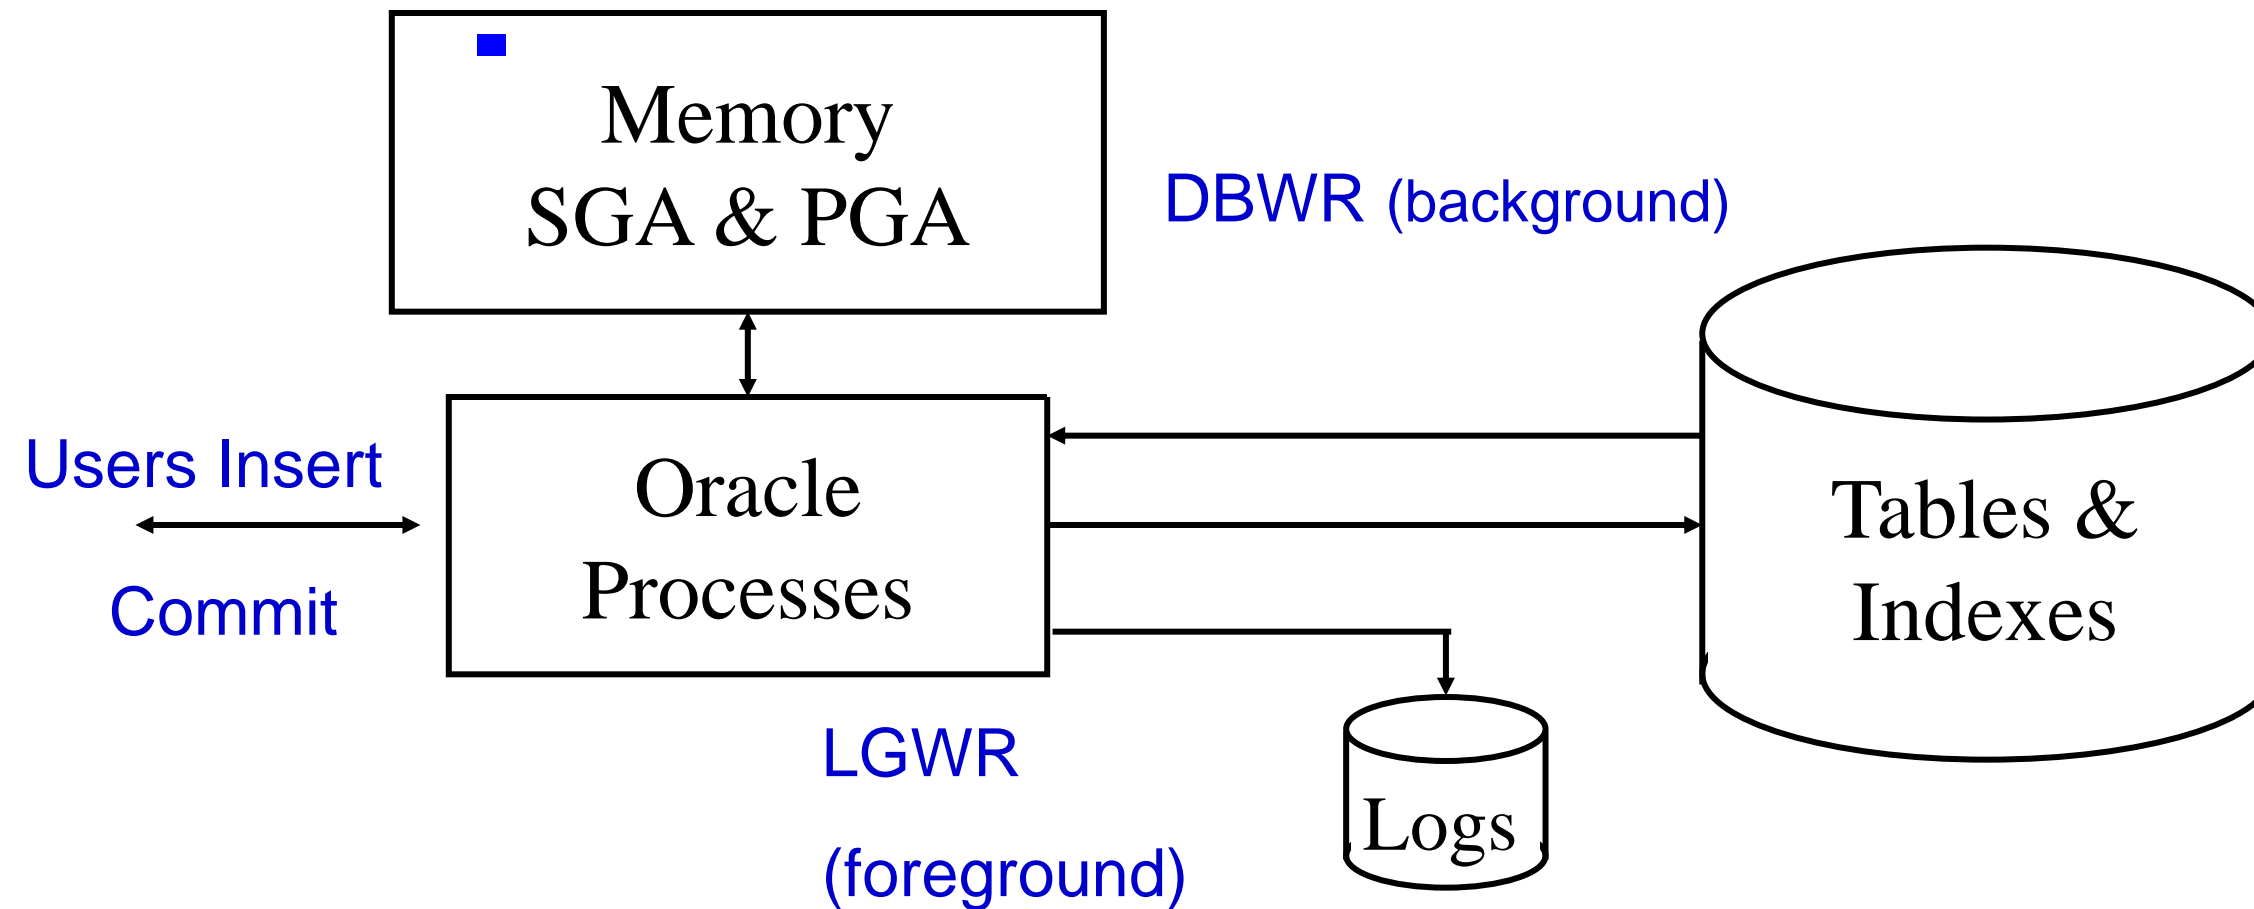 Memory
SGA & PGA
DBWR (background)
Users Insert
Commit
Oracle
Processes
Tables &
Indexes
LGWR
(foreground)
Logs